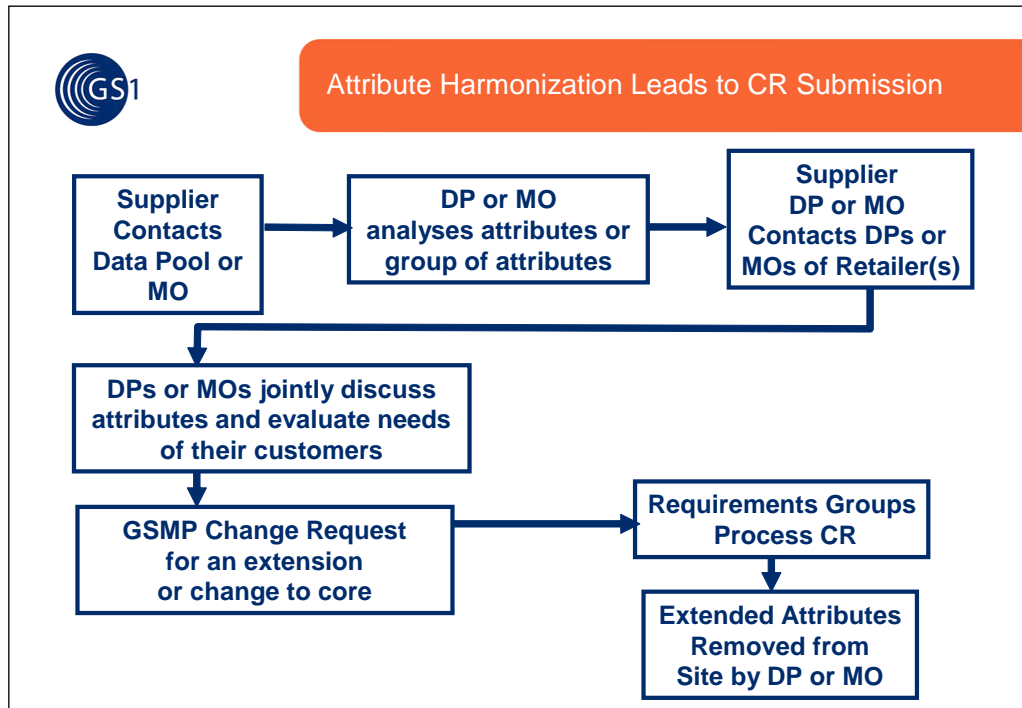 GS1
Attribute Harmonization Leads to CR Submission
Supplier
Contacts
Data Pool or
MO
DP or MO
analyses attributes or
group of attributes
Supplier
DP or MO
Contacts DPs or
MOs of Retailer(s)
DPs or MOs jointly discuss
attributes and evaluate needs
of their customers
GSMP Change Request
for an extension
or change to core
Requirements Groups
Process CR
Extended Attributes
Removed from
Site by DP or MO